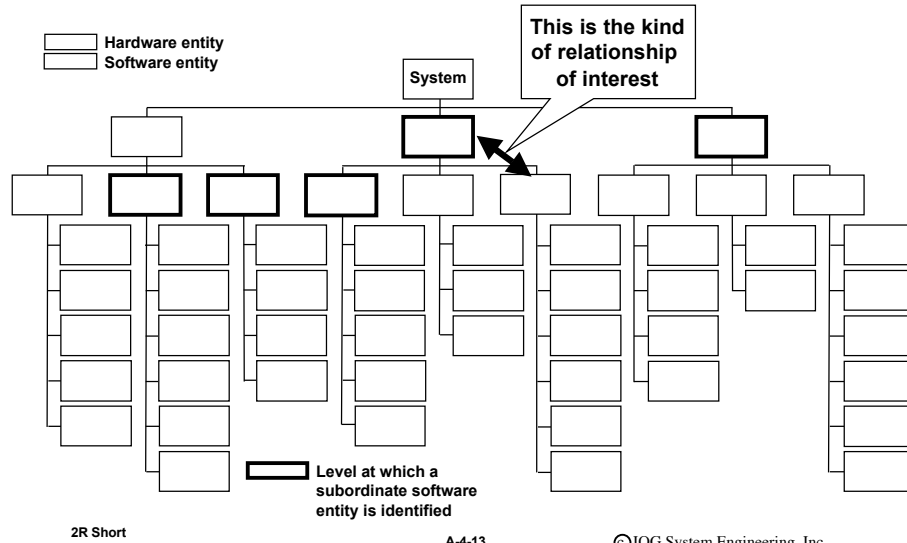 This is the kind
of relationship
of interest
Hardware entity
Software entity
System
Level at which a
subordinate software
entity is identified
2R Short
A-4-13
© JOG System Engineering, Inc.